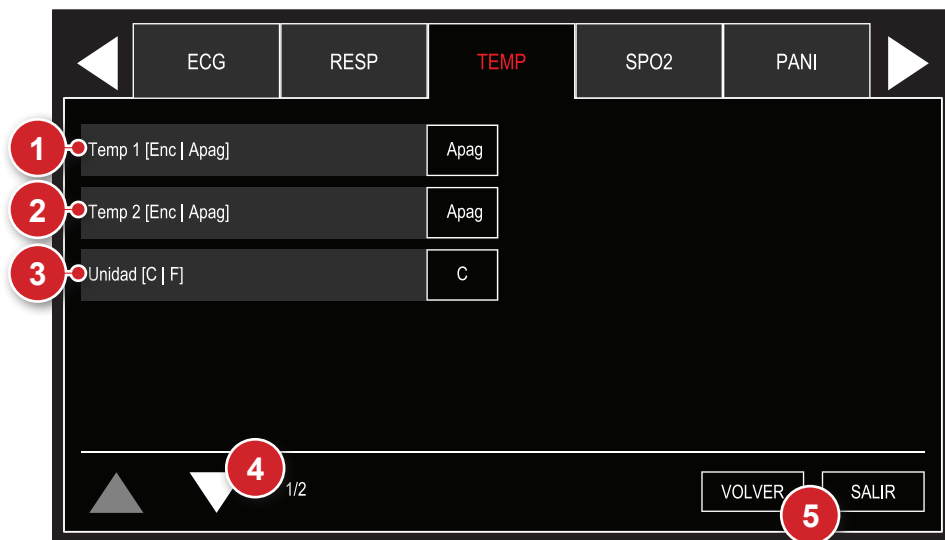 ECG RESP TEMP SPO2 PANI
1 Temp 1 [Enc | Apag] Apag
2 Temp 2 [Enc | Apag] Apag
3 Unidad [C | F] C
4 1/2 VOLVER SALIR
5